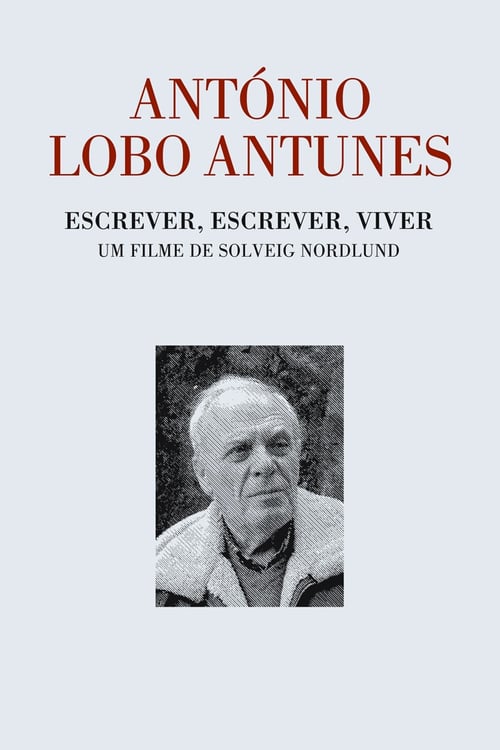 ANTÓNIO
LOBO ANTUNES
ESCREVER, ESCREVER, VIVER
UM FILME DE SOLVEIG NORDLUND